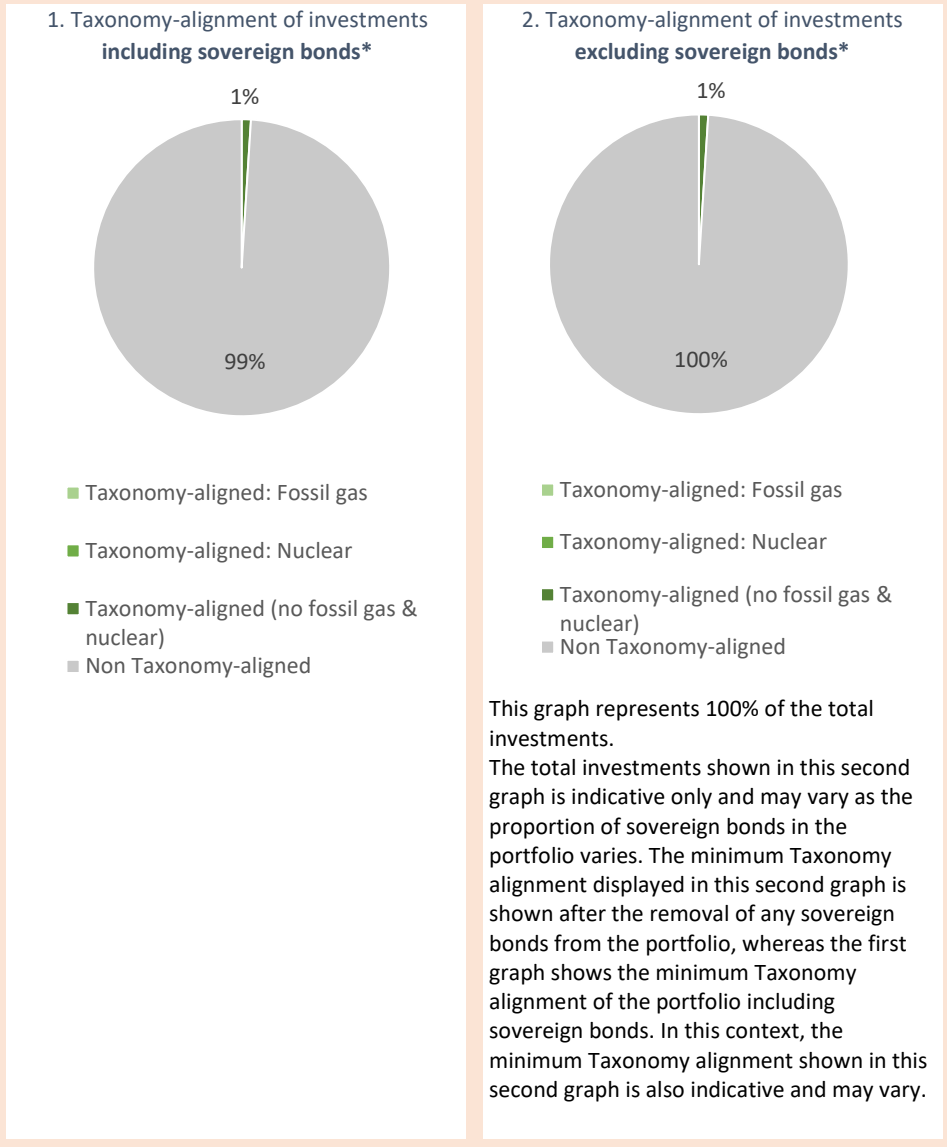 1. Taxonomy-alignment of investments
including sovereign bonds*
1%
99%
Taxonomy-aligned: Fossil gas
Taxonomy-aligned: Nuclear
Taxonomy-aligned (no fossil gas &
nuclear)
Non Taxonomy-aligned
2. Taxonomy-alignment of investments
excluding sovereign bonds*
1%
100%
Taxonomy-aligned: Fossil gas
Taxonomy-aligned: Nuclear
Taxonomy-aligned (no fossil gas &
nuclear)
Non Taxonomy-aligned
This graph represents 100% of the total
investments.
The total investments shown in this second
graph is indicative only and may vary as the
proportion of sovereign bonds in the
portfolio varies. The minimum Taxonomy
alignment displayed in this second graph is
shown after the removal of any sovereign
bonds from the portfolio, whereas the first
graph shows the minimum Taxonomy
alignment of the portfolio including
sovereign bonds. In this context, the
minimum Taxonomy alignment shown in this
second graph is also indicative and may vary.